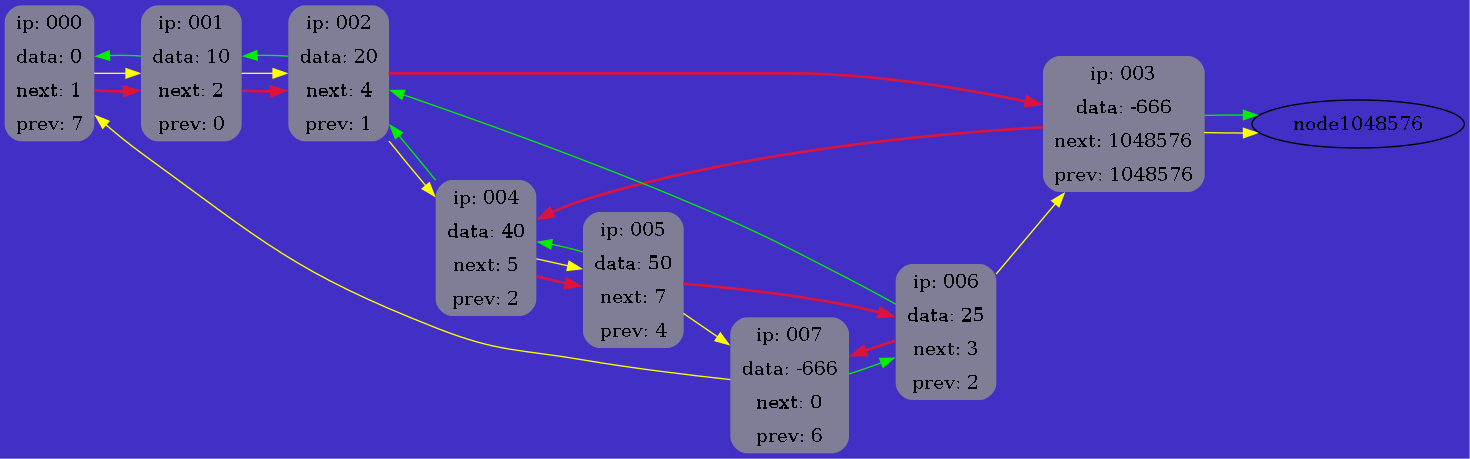 ip: 000
data: 0
next: 1
prev: 7
ip: 001
data: 10
next: 2
prev: 0
ip: 002
data: 20
next: 4
prev: 1
ip: 003
data: -666
next: 1048576
prev: 1048576
node1048576
ip: 004
data: 40
next: 5
prev: 2
ip: 005
data: 50
next: 7
prev: 4
ip: 006
data: 25
next: 3
prev: 2
ip: 007
data: -666
next: 0
prev: 6